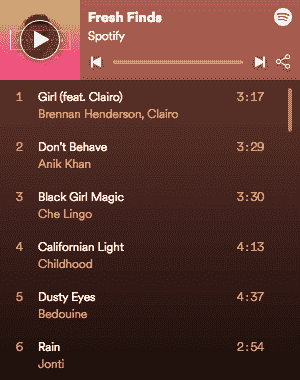 Fresh Finds
Spotify
1 Girl (feat. Clairo) 3:17
Brennan Henderson, Clairo
2 Don't Behave 3:29
Anik Khan
3 Black Girl Magic 3:30
Che Lingo
4 Californian Light 4:13
Childhood
5 Dusty Eyes 4:37
Bedouine
6 Rain 2:54
Jonti